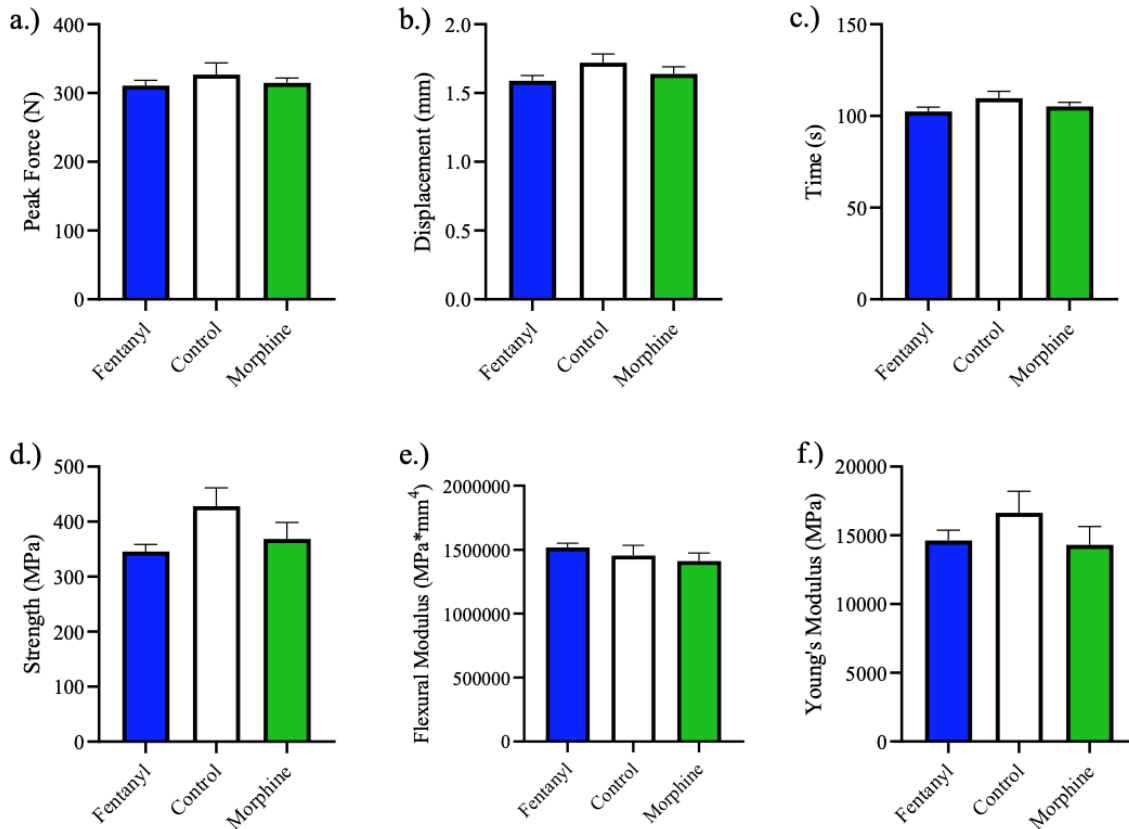 a.)
Peak Force (N)
400
300
200
100
0
Fentanyl
Control
Morphine
b.)
Displacement (mm)
2.0
1.5
1.0
0.5
0.0
Fentanyl
Control
Morphine
c.)
Time (s)
150
100
50
0
Fentanyl
Control
Morphine
d.)
Strength (MPa)
500
400
300
200
100
0
Fentanyl
Control
Morphine
e.)
Flexural Modulus (MPa*mm⁴)
2000000
1500000
1000000
500000
0
Fentanyl
Control
Morphine
f.)
Young's Modulus (MPa)
20000
15000
10000
5000
0
Fentanyl
Control
Morphine